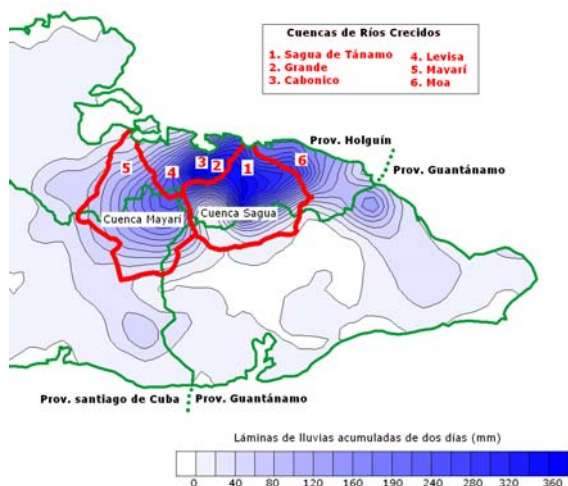 Cuencas de Ríos Crecidos
1. Sagua de Tánamo
2. Grande
3. Cabonico
4. Levisa
5. Mayarí
6. Moa
Prov. Holguín
Prov. Guantánamo
5
4
3
2
1
6
Cuenca Mayarí
Cuenca Sagua
Prov. santiago de Cuba
Prov. Guantánamo
Láminas de lluvias acumuladas de dos días (mm)
0 40 80 120 160 200 240 280 320 360